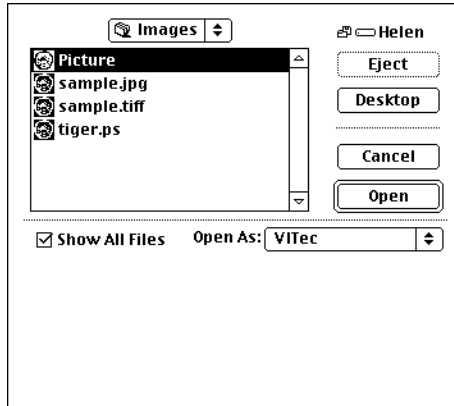 Images
Helen
Picture
sample.jpg
sample.tiff
tiger.ps
Eject
Desktop
Cancel
Open
Show All Files
Open As:
VITec